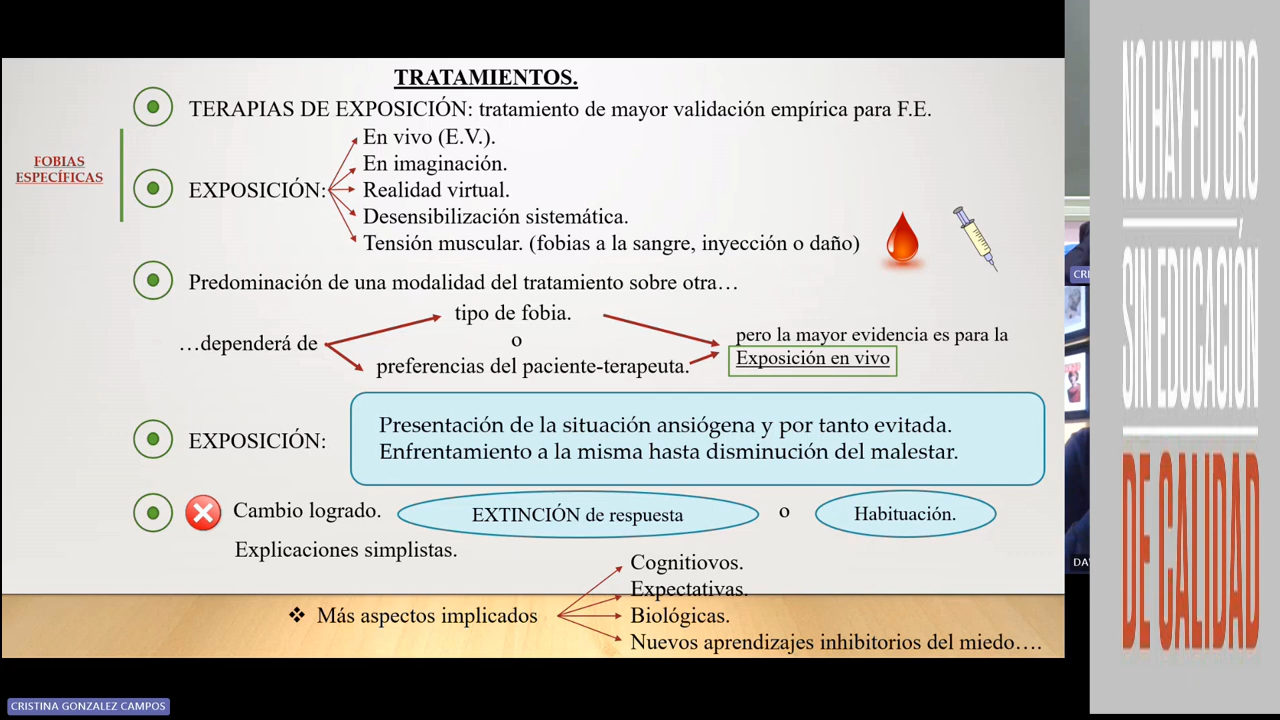 TRATAMIENTOS.
TERAPIAS DE EXPOSICIÓN: tratamiento de mayor validación empírica para F.E.
FOBIAS
ESPECÍFICAS
EXPOSICIÓN:
En vivo (E.V.).
En imaginación.
Realidad virtual.
Desensibilización sistemática.
Tensión muscular. (fobias a la sangre, inyección o daño)
Predominación de una modalidad del tratamiento sobre otra…
…dependerá de
tipo de fobia.
o
preferencias del paciente-terapeuta.
pero la mayor evidencia es para la
Exposición en vivo
EXPOSICIÓN:
Presentación de la situación ansiógena y por tanto evitada.
Enfrentamiento a la misma hasta disminución del malestar.
Cambio logrado.
EXTINCIÓN de respuesta
o
Habituación.
Explicaciones simplistas.
Más aspectos implicados
Cognitiovos.
Expectativas.
Biológicas.
Nuevos aprendizajes inhibitorios del miedo….
CRISTINA GONZALEZ CAMPOS
CRI
DA
NO HAY FUTURO
SIN EDUCACIÓN
DE CALIDAD